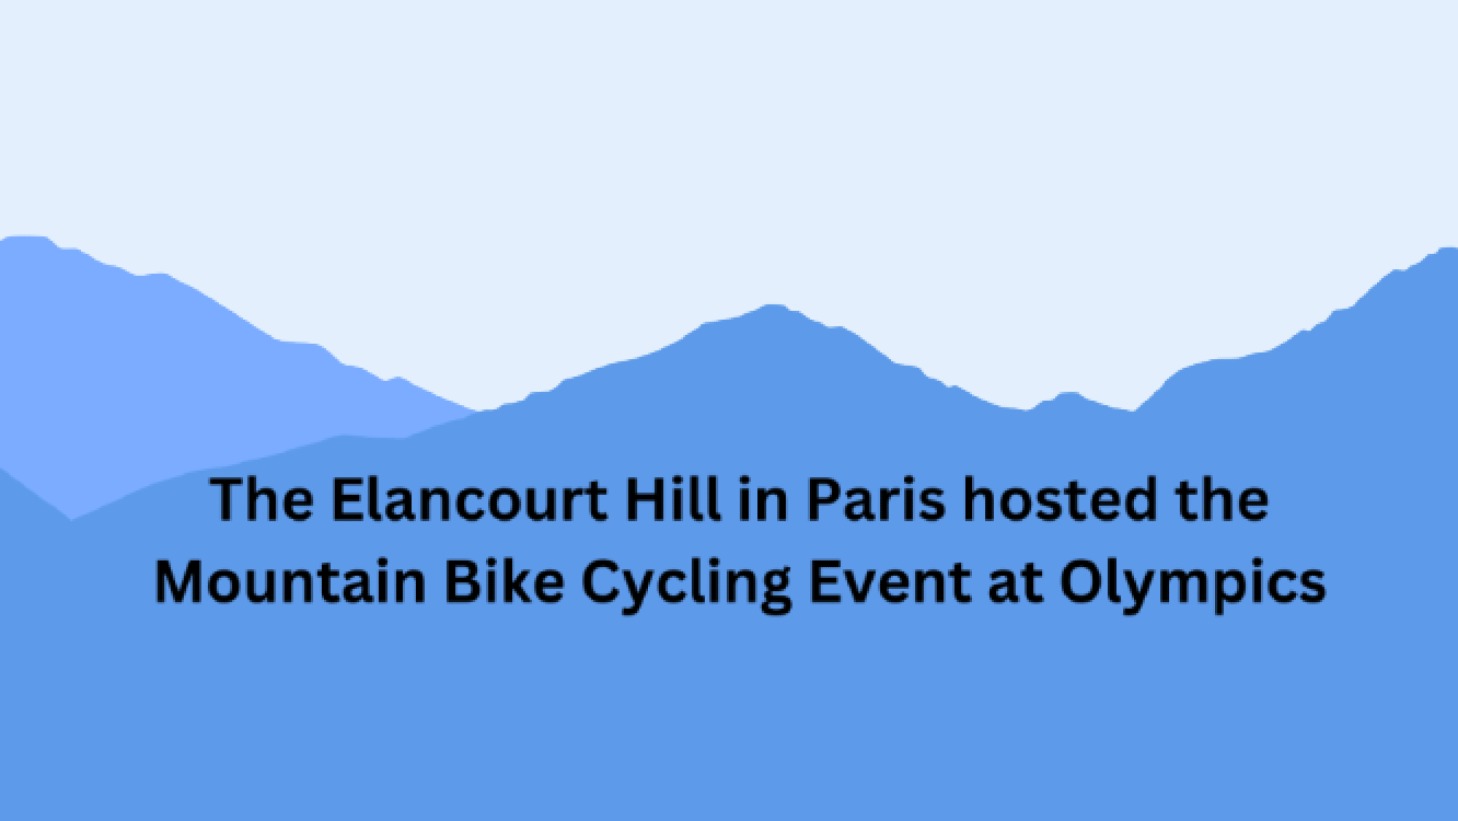 The Elancourt Hill in Paris hosted the
Mountain Bike Cycling Event at Olympics